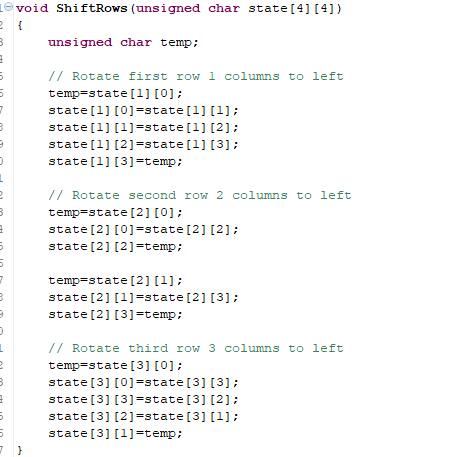 void ShiftRows(unsigned char state[4][4])
{
    unsigned char temp;

    // Rotate first row 1 columns to left
    temp=state[1][0];
    state[1][0]=state[1][1];
    state[1][1]=state[1][2];
    state[1][2]=state[1][3];
    state[1][3]=temp;

    // Rotate second row 2 columns to left
    temp=state[2][0];
    state[2][0]=state[2][2];
    state[2][2]=temp;

    temp=state[2][1];
    state[2][1]=state[2][3];
    state[2][3]=temp;

    // Rotate third row 3 columns to left
    temp=state[3][0];
    state[3][0]=state[3][3];
    state[3][3]=state[3][2];
    state[3][2]=state[3][1];
    state[3][1]=temp;
}